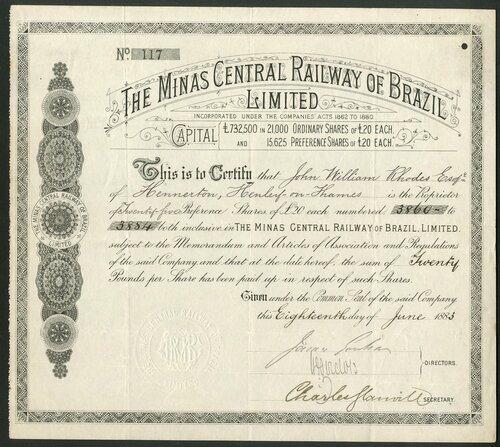 No 117
THE MINAS CENTRAL RAILWAY OF BRAZIL
LIMITED
INCORPORATED UNDER THE COMPANIES' ACTS 1862 TO 1880.
CAPITAL £732,500 IN 21,000 ORDINARY SHARES OF £20 EACH.
AND 15,625 PREFERENCE SHARES OF £20 EACH.
This is to Certify that John William Rhodes Esqr.
of Hennerton, Henley on Thames is the Proprietor
of Twenty five Preference Shares of £20 each numbered 3860 to
3884 both inclusive in THE MINAS CENTRAL RAILWAY OF BRAZIL, LIMITED,
subject to the Memorandum and Articles of Association and Regulations
of the said Company and that at the date hereof, the sum of Twenty
Pounds per Share has been paid up in respect of such Shares.
Given under the Common Seal of the said Company
this Eighteenth day of June 1883
DIRECTORS.
Charles
SECRETARY.
THE MINAS CENTRAL RAILWAY OF BRAZIL
LIMITED